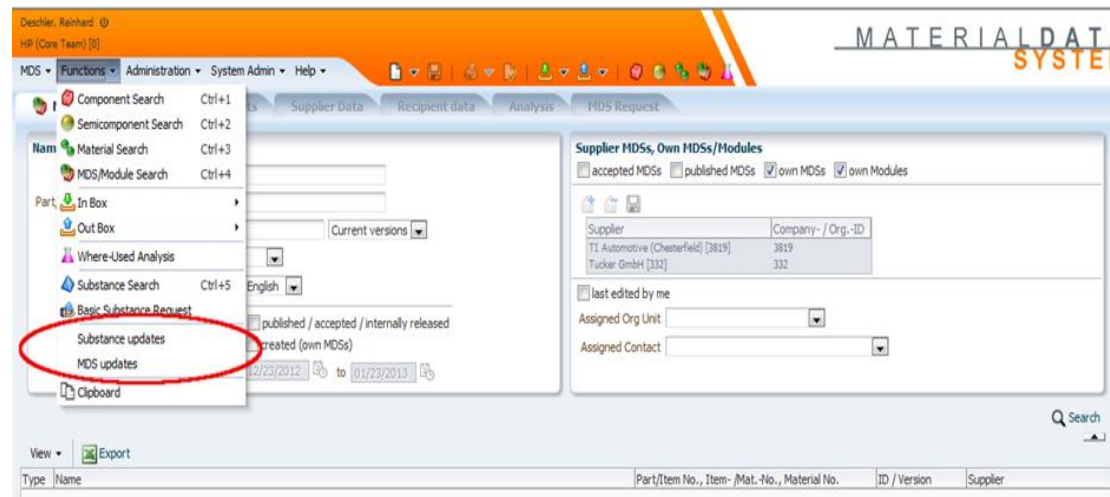 Deschler, Reinhard
HP (Core Team) [0]
MATERIAL DAT
SYSTE
MDS Functions Administration System Admin Help
Supplier Data Recipient data Analysis MDS Request
Component Search Ctrl+1
Semicomponent Search Ctrl+2
Material Search Ctrl+3
MDS/Module Search Ctrl+4
In Box
Out Box
Where-Used Analysis
Substance Search Ctrl+5
Basic Substance Request
Substance updates
MDS updates
Clipboard
Nam
Part
Current versions
English
published / accepted / internally released
created (own MDSs)
12/23/2012 to 01/23/2013
Supplier MDSs, Own MDSs/Modules
accepted MDSs published MDSs own MDSs own Modules
Supplier Company- / Org.-ID
TI Automotive (Chesterfield) [3819] 3819
Tucker GmbH [332] 332
last edited by me
Assigned Org Unit
Assigned Contact
Search
View Export
Type Name Part/Item No., Item- /Mat.-No., Material No. ID / Version Supplier